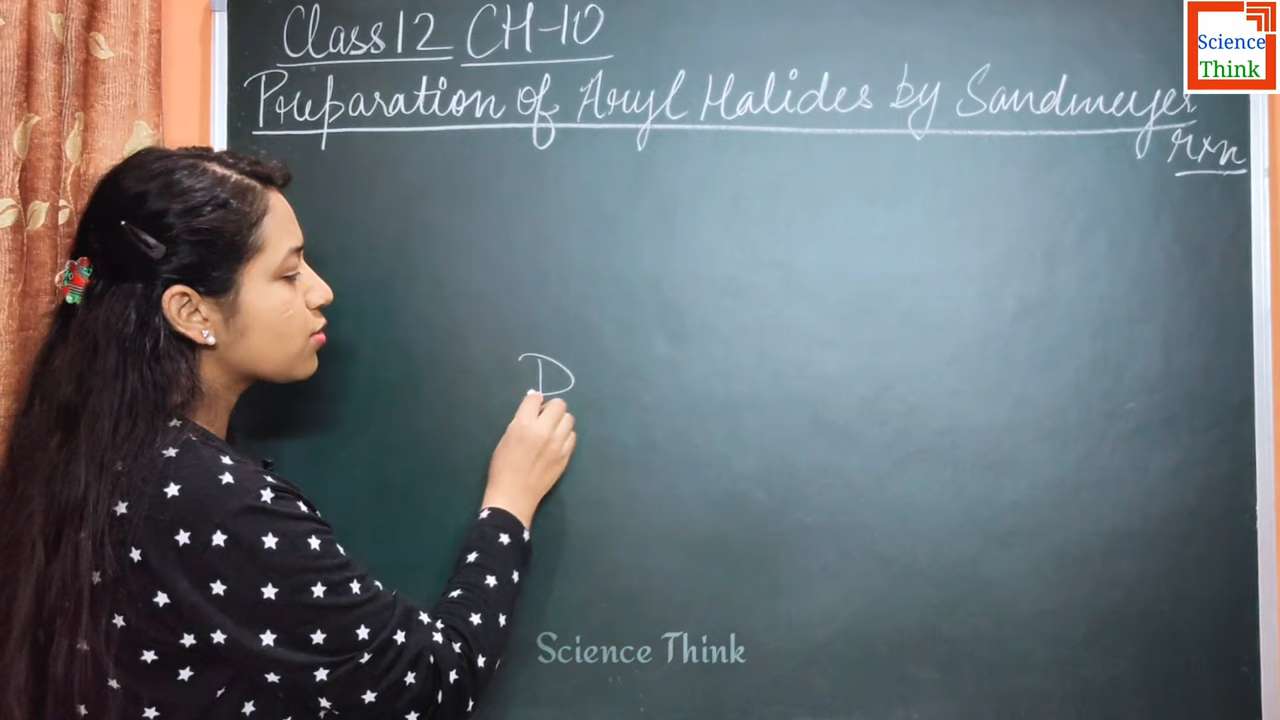 Class 12 CH-10
Preparation of Aryl Halides by Sandmeyer
rxn
D
Science
Think
Science Think